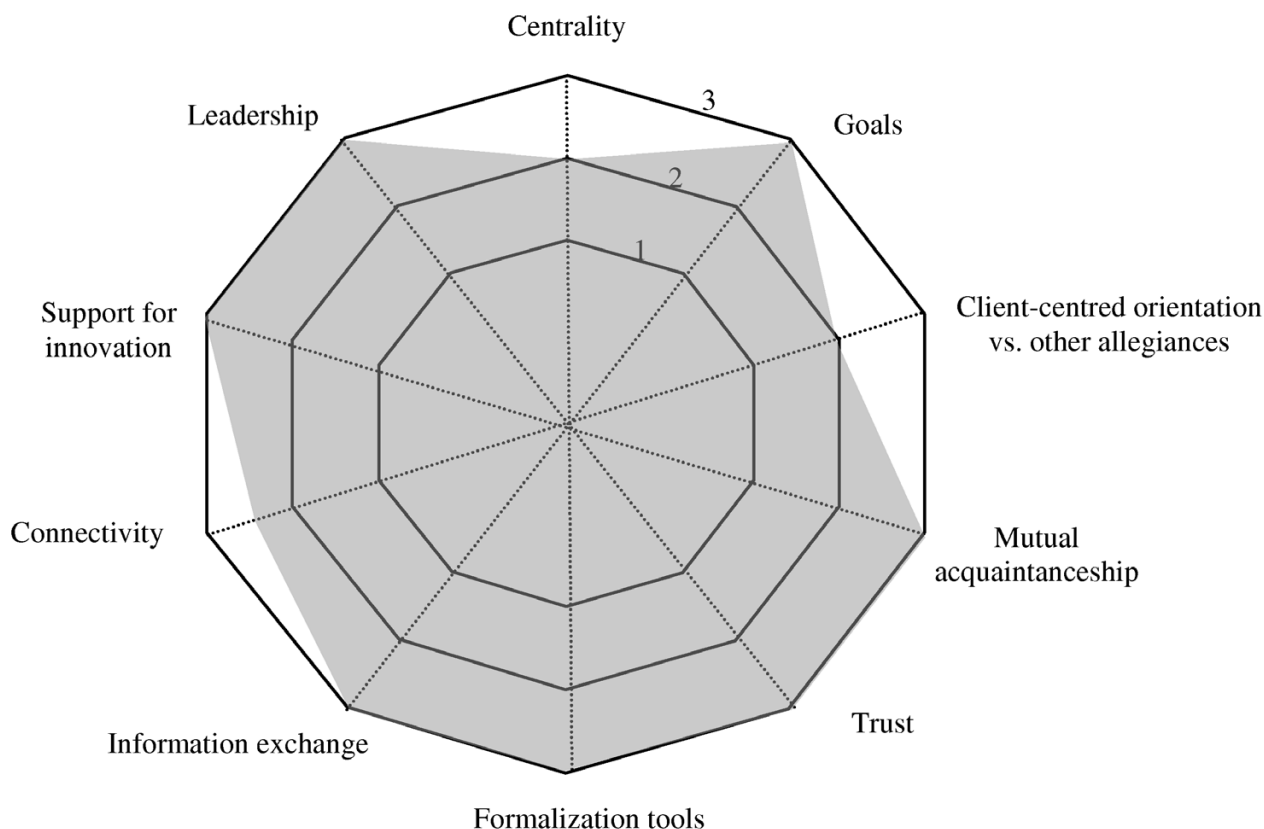 Centrality
3
Leadership
Goals
2
1
Support for
innovation
Client-centred orientation
vs. other allegiances
Connectivity
Mutual
acquaintanceship
Trust
Information exchange
Formalization tools